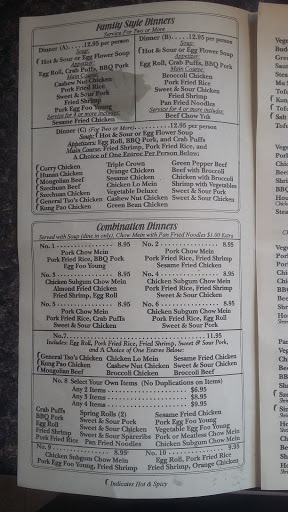 Family Style Dinners
Service For Two or More
Dinner (A).....12.95 per person
Soup:
Hot & Sour or Egg Flower Soup
Appetizer:
Egg Roll, Crab Puffs, BBQ Pork
Main Course:
Cashew Nut Chicken
Pork Fried Rice
Sweet & Sour Pork
Fried Shrimp
Pork Egg Foo Young
Service for 4 or more includes:
Sesame Fried Chicken
Dinner (B).....12.95 per person
Soup:
Hot & Sour or Egg Flower Soup
Appetizer:
Egg Roll, Crab Puffs, BBQ Pork
Main Course:
Broccoli Chicken
Pork Fried Rice
Sweet & Sour Chicken
Fried Shrimp
Pan Fried Noodles
Service for 4 or more includes:
Beef Chow Yuk
Dinner (C) (For Two or More).....12.95 per person
Soup: Hot & Sour or Egg Flower Soup
Appetizers: Egg Roll, BBQ Pork, and Crab Puffs
Main Course: Fried Shrimp, Pork Fried Rice, and
A Choice of One Entree Per Person Below:
Curry Chicken
Hunan Chicken
Mongolian Beef
Szechuan Beef
Szechuan Chicken
General Tso's Chicken
Kung Pao Chicken
Triple Crown
Orange Chicken
Sesame Chicken
Chicken Lo Mein
Vegetable Deluxe
Cashew Nut Chicken
Green Bean Chicken
Green Pepper Beef
Beef with Broccoli
Chicken with Broccoli
Shrimp with Vegetables
Sweet & Sour Pork
Sweet & Sour Chicken
Combination Dinners
Served with Soup (dine in only). Chow Mein with Pan Fried Noodles $1.00 Extra
No. 1 8.95
Pork Chow Mein
Pork Fried Rice, BBQ Pork
Egg Foo Young
No. 2 8.95
Pork Chow Mein
Pork Fried Rice, Fried Shrimp
Sesame Fried Chicken
No. 3 8.95
Chicken Subgum Chow Mein
Almond Fried Chicken
Fried Shrimp, Egg Roll
No. 4 8.95
Chicken Subgum Chow Mein
Pork Fried Rice, Fried Shrimp
Sweet & Sour Chicken
No. 5 8.95
Pork Chow Mein
Pork Fried Rice, Crab Puffs
Sweet & Sour Chicken
No. 6 8.95
Chicken Subgum Chow Mein
Pork Fried Rice, Egg Roll
Sweet & Sour Pork
No. 7 11.95
Includes: Egg Roll, Pork Fried Rice, Fried Shrimp, Sweet & Sour Pork,
and A Choice of One Entree Below:
General Tso's Chicken
Kung Pao Chicken
Mongolian Beef
Chicken Lo Mein
Cashew Nut Chicken
Broccoli Chicken
Sesame Fried Chicken
Sweet & Sour Chicken
Broccoli Beef
No. 8 Select Your Own Items (No Duplications on Items)
Any 2 Items $6.95
Any 3 Items $8.95
Any 4 Items $9.95
Crab Puffs
BBQ Pork
Egg Roll
Fried Shrimp
Pork Fried Rice
Spring Rolls (2)
Sweet & Sour Pork
Sweet & Sour Chicken
Sweet & Sour Spareribs
Pan Fried Noodles
Sesame Fried Chicken
Pork Egg Foo Young
Vegetable Egg Foo Young
Pork or Meatless Chow Mein
Chicken Subgum Chow Mein
Chicken Subgum Chow Mein
Pork Egg Foo Young, Fried Shrimp
No. 10 9.35
Egg Roll, Pork Fried Rice
Fried Shrimp, Orange Chicken
Indicates Hot & Spicy